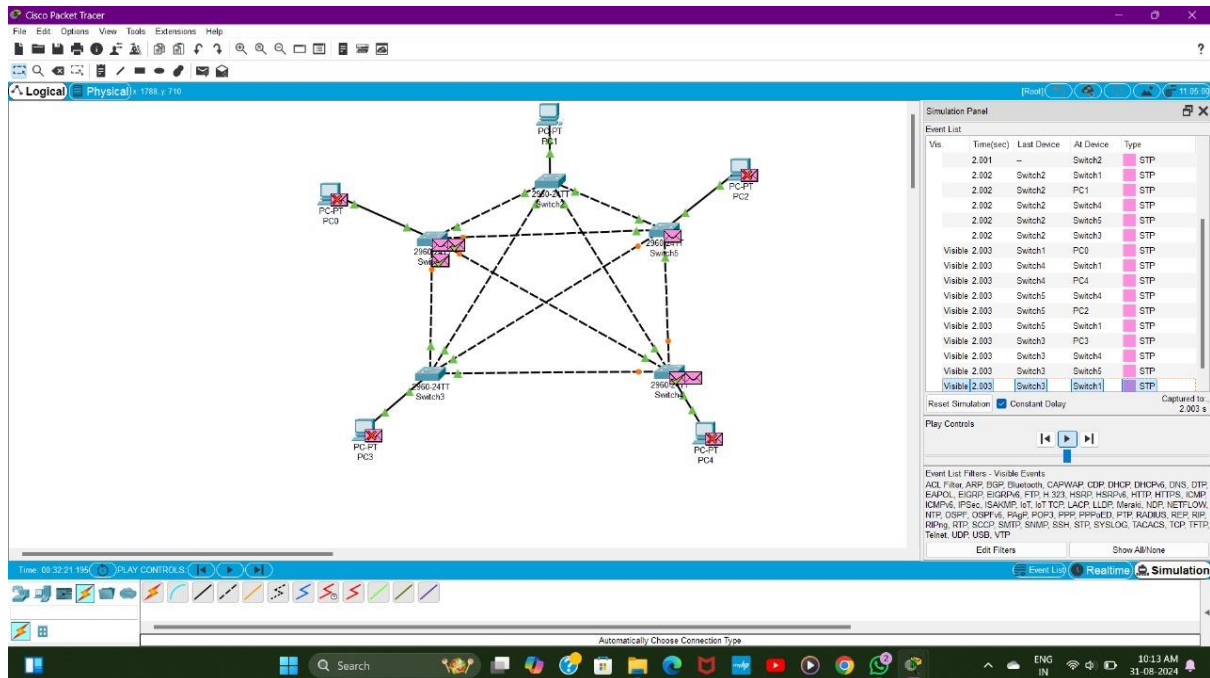 Cisco Packet Tracer
File Edit Options View Tools Extensions Help
?
Logical Physical x: 1788, y: 710
[Root] 11:05:00
PC-PT
PC1
2960-24TT
Switch2
PC-PT
PC0
PC-PT
PC2
2960-24TT
2960-24TT
Switch5
2960-24TT
Switch3
2960-24TT
Switch4
PC-PT
PC3
PC-PT
PC4
Simulation Panel
Event List
Vis. Time(sec) Last Device At Device Type
2.001 -- Switch2 STP
2.002 Switch2 Switch1 STP
2.002 Switch2 PC1 STP
2.002 Switch2 Switch4 STP
2.002 Switch2 Switch5 STP
2.002 Switch2 Switch3 STP
Visible 2.003 Switch1 PC0 STP
Visible 2.003 Switch4 Switch1 STP
Visible 2.003 Switch4 PC4 STP
Visible 2.003 Switch5 Switch4 STP
Visible 2.003 Switch5 PC2 STP
Visible 2.003 Switch5 Switch1 STP
Visible 2.003 Switch3 PC3 STP
Visible 2.003 Switch3 Switch4 STP
Visible 2.003 Switch3 Switch5 STP
Visible 2.003 Switch3 Switch1 STP
Reset Simulation Constant Delay Captured to:
2.003 s
Play Controls
Event List Filters - Visible Events
ACL Filter, ARP, BGP, Bluetooth, CAPWAP, CDP, DHCP, DHCPv6, DNS, DTP,
EAPOL, EIGRP, EIGRPv6, FTP, H.323, HSRP, HSRPv6, HTTP, HTTPS, ICMP,
ICMPv6, IPSec, ISAKMP, IoT, IoT TCP, LACP, LLDP, Meraki, NDP, NETFLOW,
NTP, OSPF, OSPFv6, PAgP, POP3, PPP, PPPoED, PTP, RADIUS, REP, RIP,
RIPng, RTP, SCCP, SMTP, SNMP, SSH, STP, SYSLOG, TACACS, TCP, TFTP,
Telnet, UDP, USB, VTP
Edit Filters Show All/None
Time: 00:32:21.195 PLAY CONTROLS: Event List Realtime Simulation
Automatically Choose Connection Type
Search
ENG
IN
10:13 AM
31-08-2024